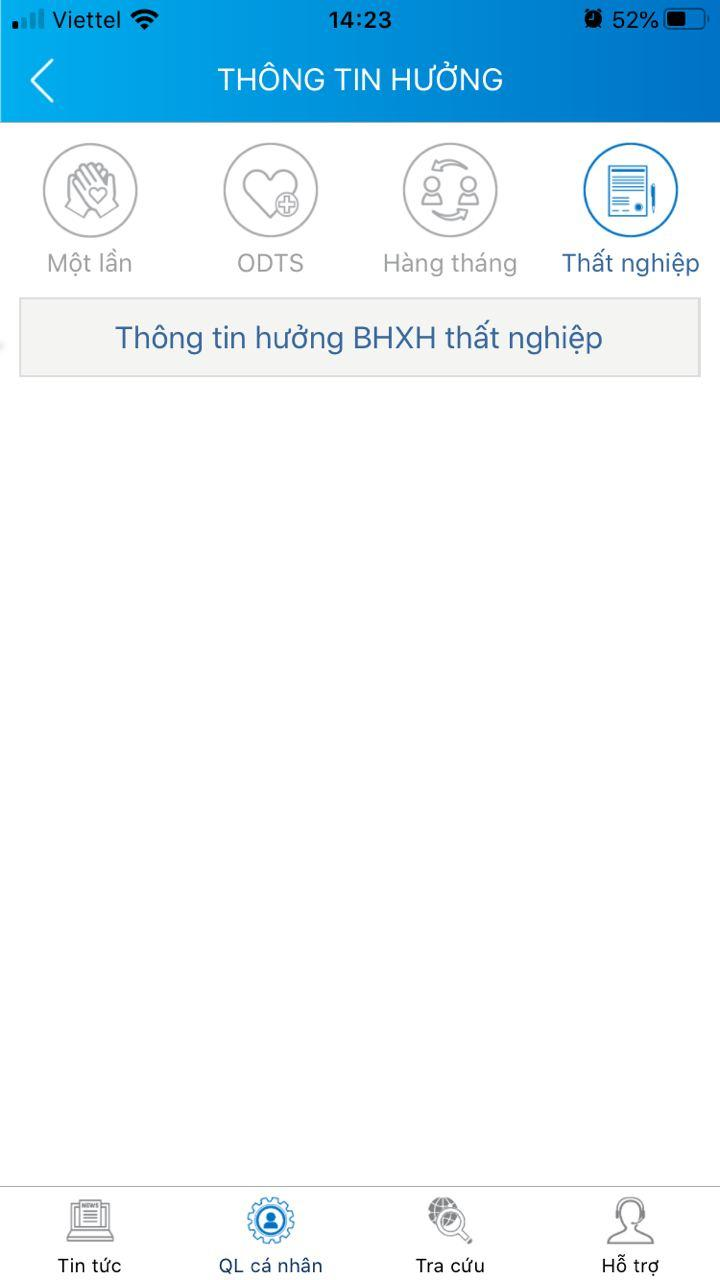 Viettel 14:23 52%
THÔNG TIN HƯỞNG
Một lần ODTS Hàng tháng Thất nghiệp
Thông tin hưởng BHXH thất nghiệp
NEWS
Tin tức QL cá nhân Tra cứu Hỗ trợ